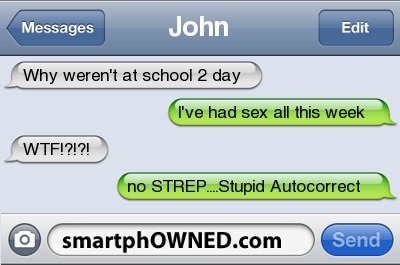 Messages
John
Edit
Why weren't at school 2 day
I've had sex all this week
WTF!?!?!
no STREP....Stupid Autocorrect
smartphOWNED.com
Send